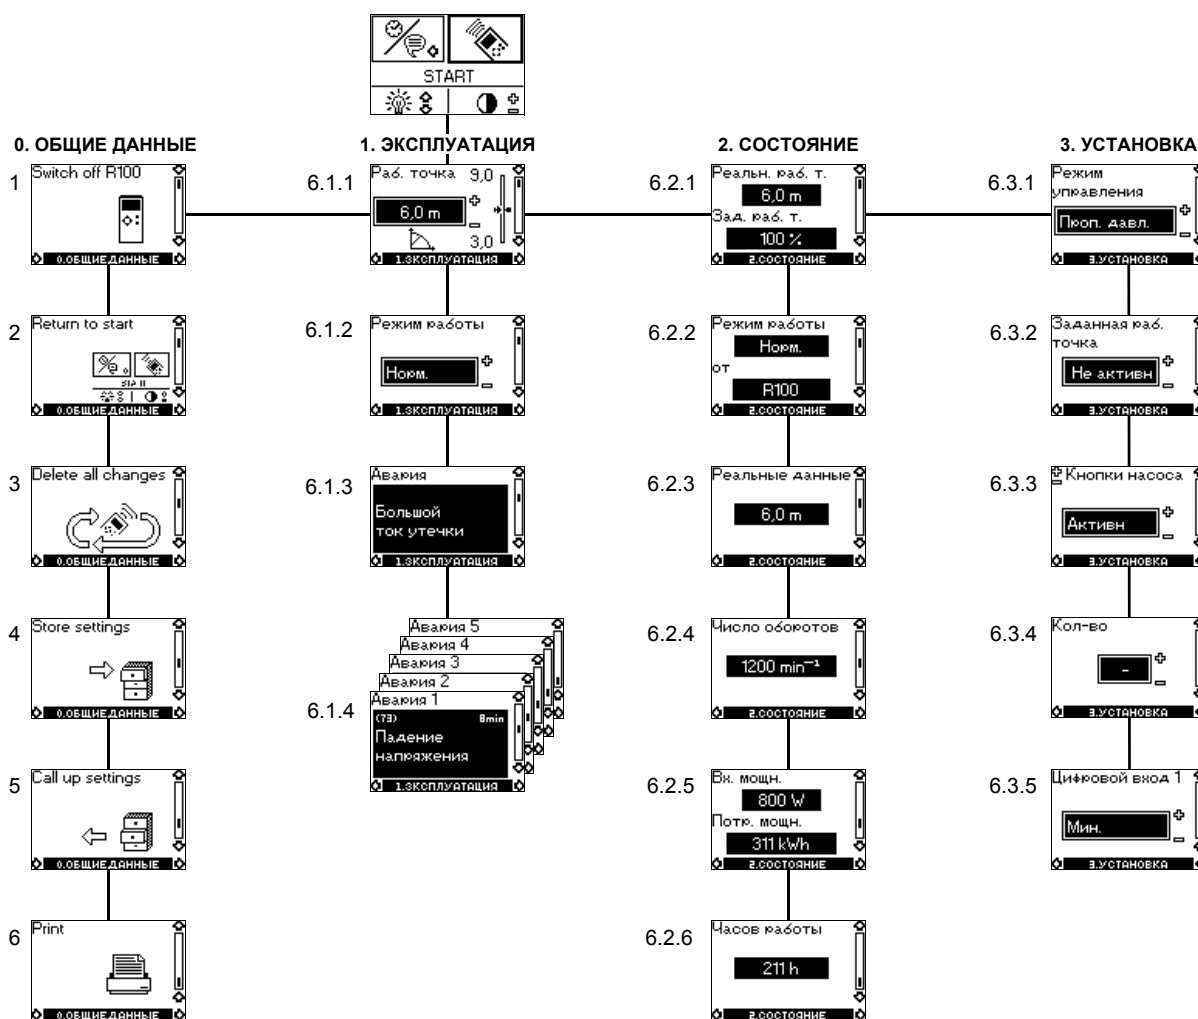 START
0. ОБЩИЕ ДАННЫЕ
1. ЭКСПЛУАТАЦИЯ
2. СОСТОЯНИЕ
3. УСТАНОВКА
1
Switch off R100
0.ОБЩИЕ ДАННЫЕ
6.1.1
Раб. точка
9,0
6,0 m
3,0
1.ЭКСПЛУАТАЦИЯ
6.2.1
Реальн. раб. т.
6,0 m
Зад. раб. т.
100 %
2.СОСТОЯНИЕ
6.3.1
Режим
управления
Проп. давл.
3.УСТАНОВКА
2
Return to start
START
0.ОБЩИЕ ДАННЫЕ
6.1.2
Режим работы
Норм.
1.ЭКСПЛУАТАЦИЯ
6.2.2
Режим работы
Норм.
от
R100
2.СОСТОЯНИЕ
6.3.2
Заданная раб.
точка
Не активн
3.УСТАНОВКА
3
Delete all changes
0.ОБЩИЕ ДАННЫЕ
6.1.3
Авария
Большой
ток утечки
1.ЭКСПЛУАТАЦИЯ
6.2.3
Реальные данные
6,0 m
2.СОСТОЯНИЕ
6.3.3
Кнопки насоса
Активн
3.УСТАНОВКА
4
Store settings
0.ОБЩИЕ ДАННЫЕ
6.1.4
Авария 5
Авария 4
Авария 3
Авария 2
Авария 1
(73) 8min
Падение
напряжения
1.ЭКСПЛУАТАЦИЯ
6.2.4
Число оборотов
1200 min⁻¹
2.СОСТОЯНИЕ
6.3.4
Кол-во
-
3.УСТАНОВКА
5
Call up settings
0.ОБЩИЕ ДАННЫЕ
6.2.5
Вх. мощн.
800 W
Потр. мощн.
311 kWh
2.СОСТОЯНИЕ
6.3.5
Цифровой вход 1
Мин.
3.УСТАНОВКА
6
Print
0.ОБЩИЕ ДАННЫЕ
6.2.6
Часов работы
211 h
2.СОСТОЯНИЕ